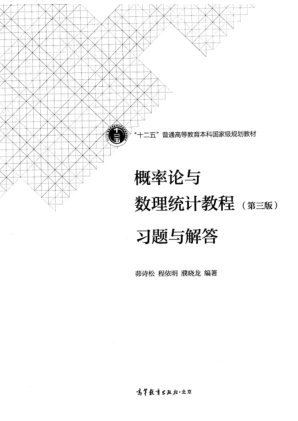 "十二五"普通高等教育本科国家级规划教材
概率论与
数理统计教程(第三版)
习题与解答
茆诗松 程依明 濮晓龙 编著
高等教育出版社·北京